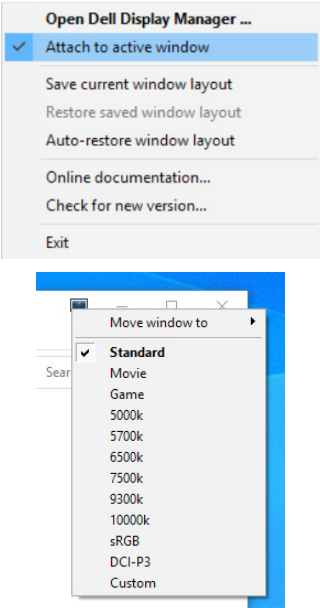 Open Dell Display Manager ...
Attach to active window
Save current window layout
Restore saved window layout
Auto-restore window layout
Online documentation...
Check for new version...
Exit
Move window to
Standard
Sear
Movie
Game
5000k
5700k
6500k
7500k
9300k
10000k
sRGB
DCI-P3
Custom